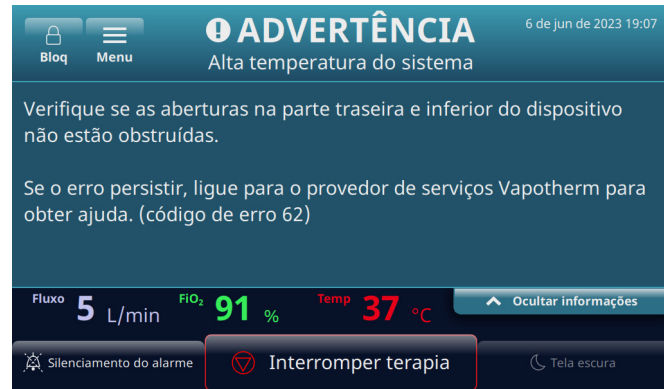 Bloq
Menu
ADVERTÊNCIA
Alta temperatura do sistema
6 de jun de 2023 19:07
Verifique se as aberturas na parte traseira e inferior do dispositivo
não estão obstruídas.
Se o erro persistir, ligue para o provedor de serviços Vapotherm para
obter ajuda. (código de erro 62)
Fluxo 5 L/min FiO₂ 91 % Temp 37 °C
Ocultar informações
Silenciamento do alarme
Interromper terapia
Tela escura